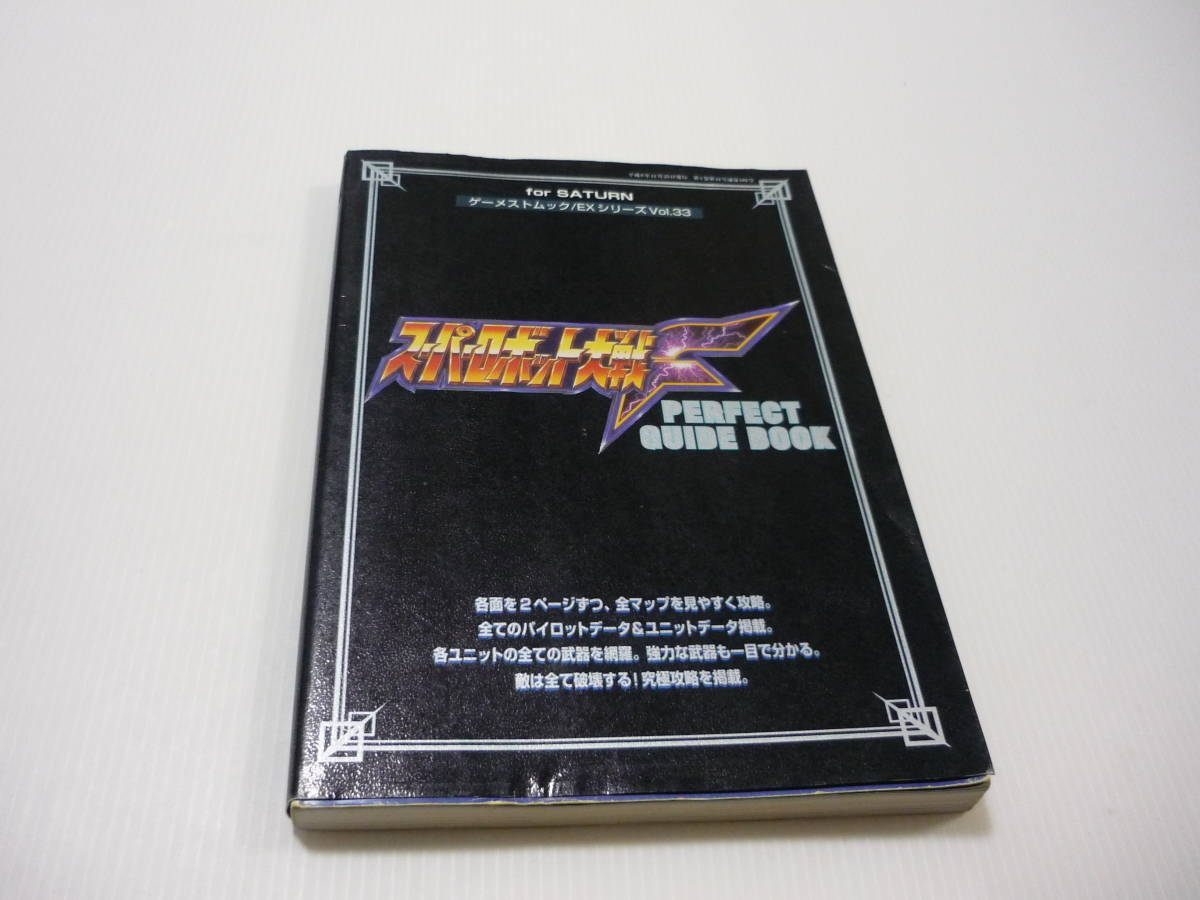 for SATURN
ゲーメストムック/EXシリーズVol.33
スーパーロボット大戦F
PERFECT
GUIDE BOOK
各面を2ページずつ、全マップを見やすく攻略。
全てのパイロットデータ&ユニットデータ掲載。
各ユニットの全ての武器を網羅。強力な武器も一目で分かる。
敵は全て破壊する!究極攻略を掲載。